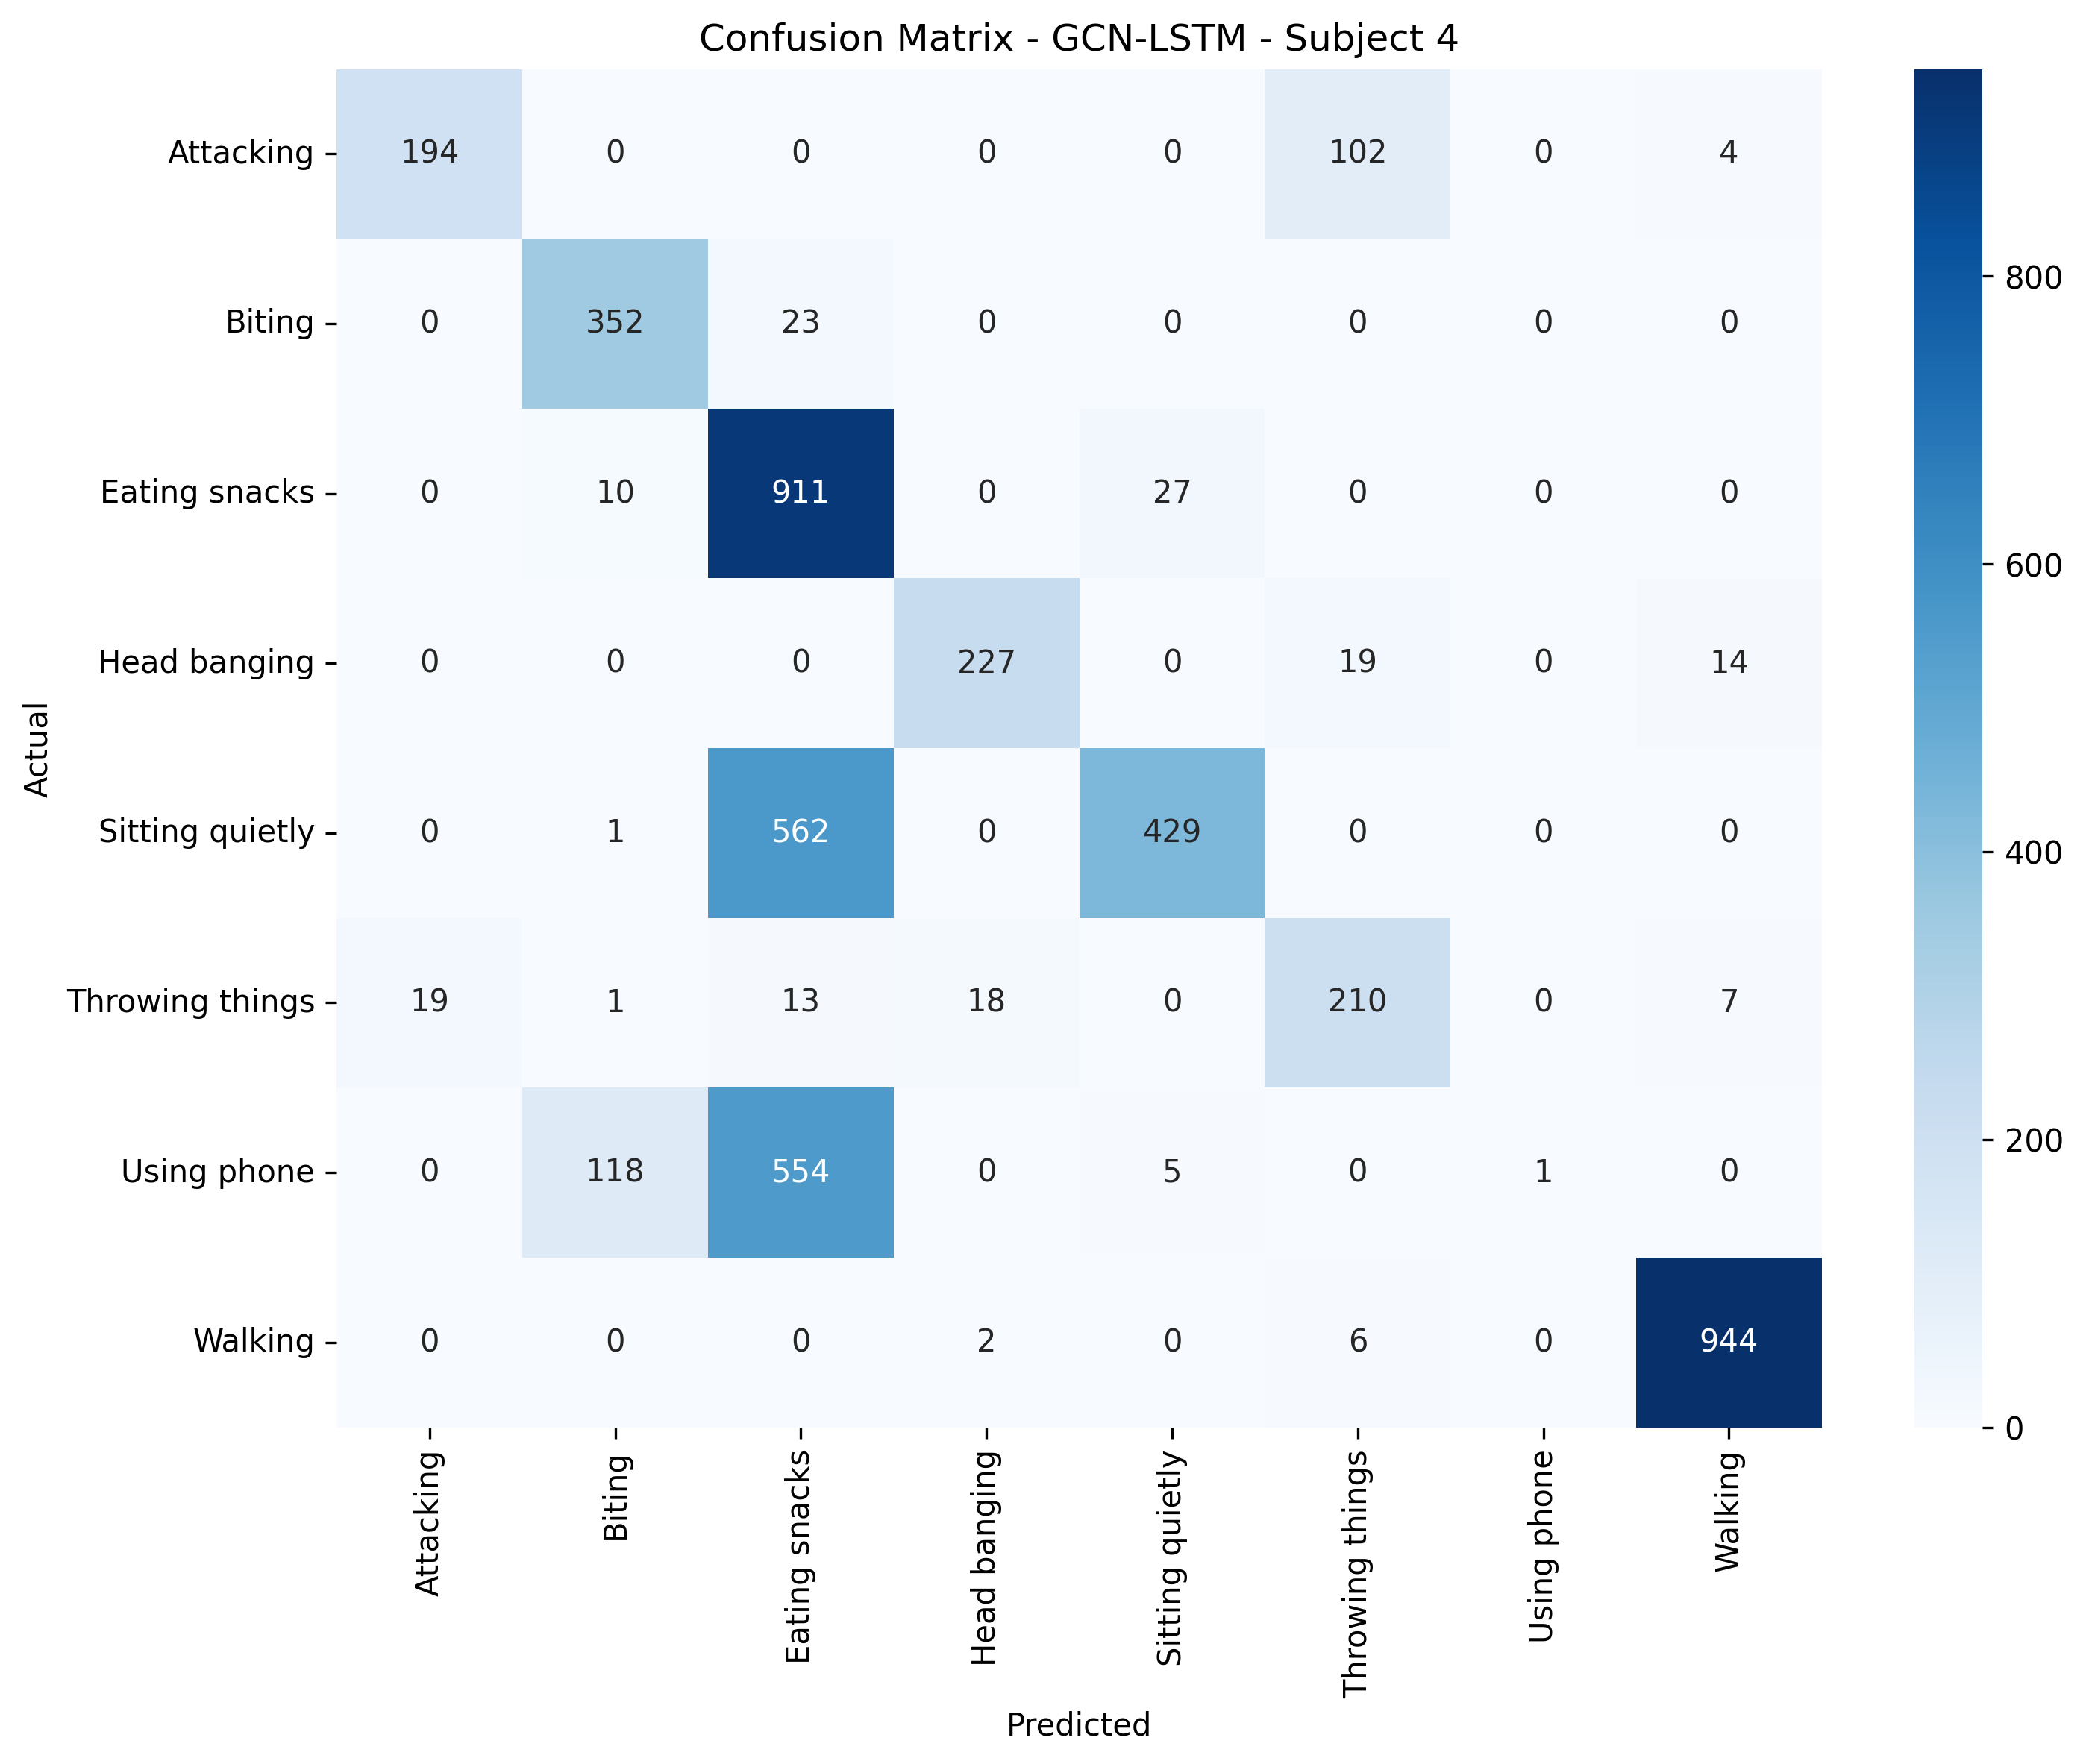 Confusion Matrix - GCN-LSTM - Subject 4
Attacking 194 0 0 0 0 102 0 4
Biting 0 352 23 0 0 0 0 0
Eating snacks 0 10 911 0 27 0 0 0
Head banging 0 0 0 227 0 19 0 14
Sitting quietly 0 1 562 0 429 0 0 0
Throwing things 19 1 13 18 0 210 0 7
Using phone 0 118 554 0 5 0 1 0
Walking 0 0 0 2 0 6 0 944
Actual
Attacking
Biting
Eating snacks
Head banging
Sitting quietly
Throwing things
Using phone
Walking
Predicted
800
600
400
200
0